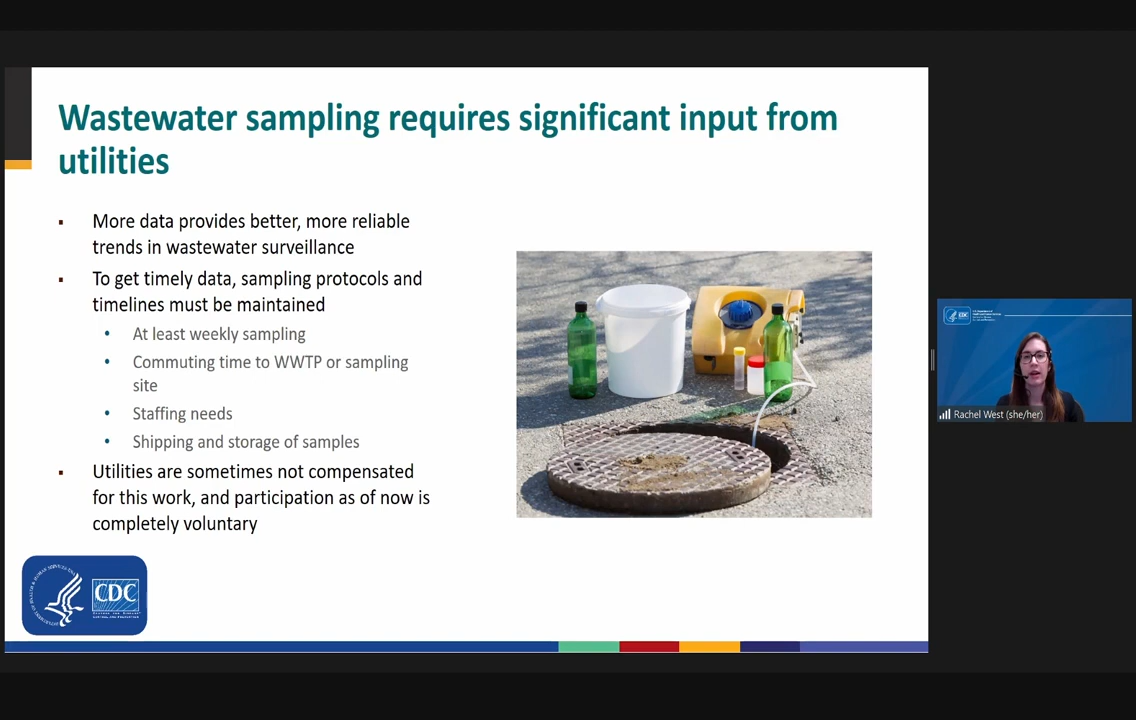 Wastewater sampling requires significant input from
utilities
▪ More data provides better, more reliable
trends in wastewater surveillance
▪ To get timely data, sampling protocols and
timelines must be maintained
• At least weekly sampling
• Commuting time to WWTP or sampling
site
• Staffing needs
• Shipping and storage of samples
▪ Utilities are sometimes not compensated
for this work, and participation as of now is
completely voluntary
CDC
CDC
Rachel West (she/her)